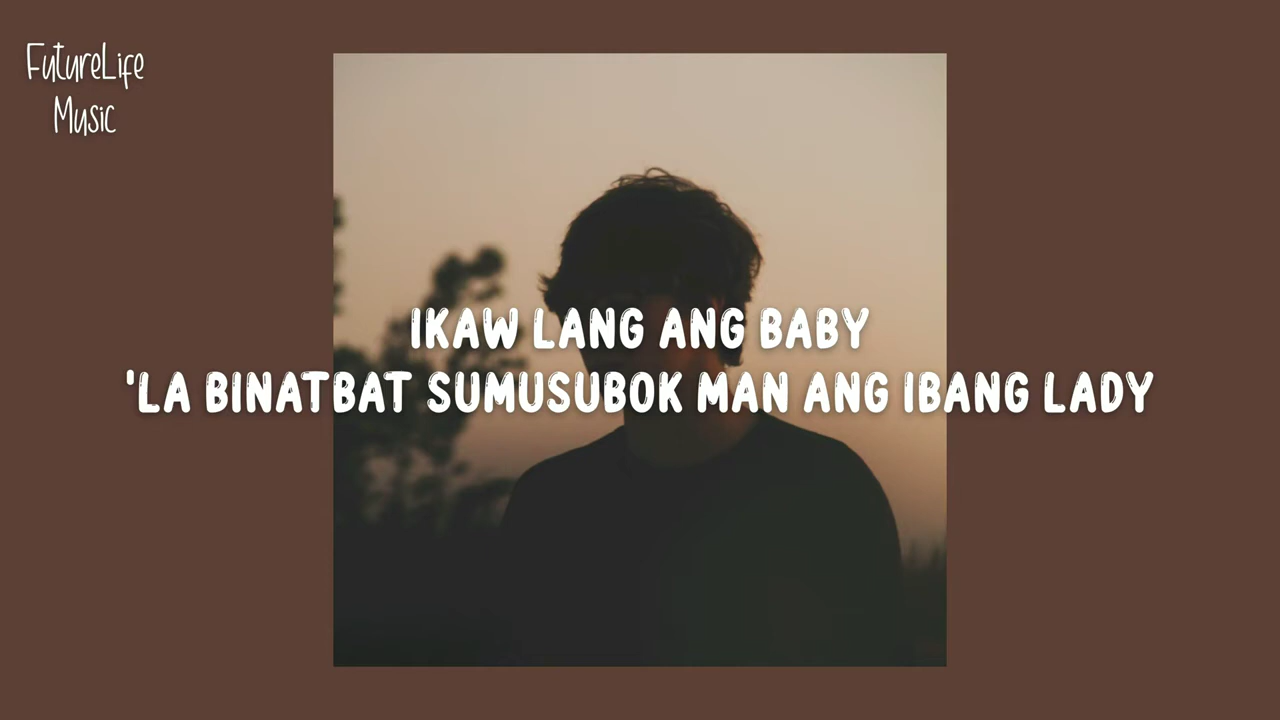 FutureLife
Music
IKAW LANG ANG BABY
'LA BINATBAT SUMUSUBOK MAN ANG IBANG LADY